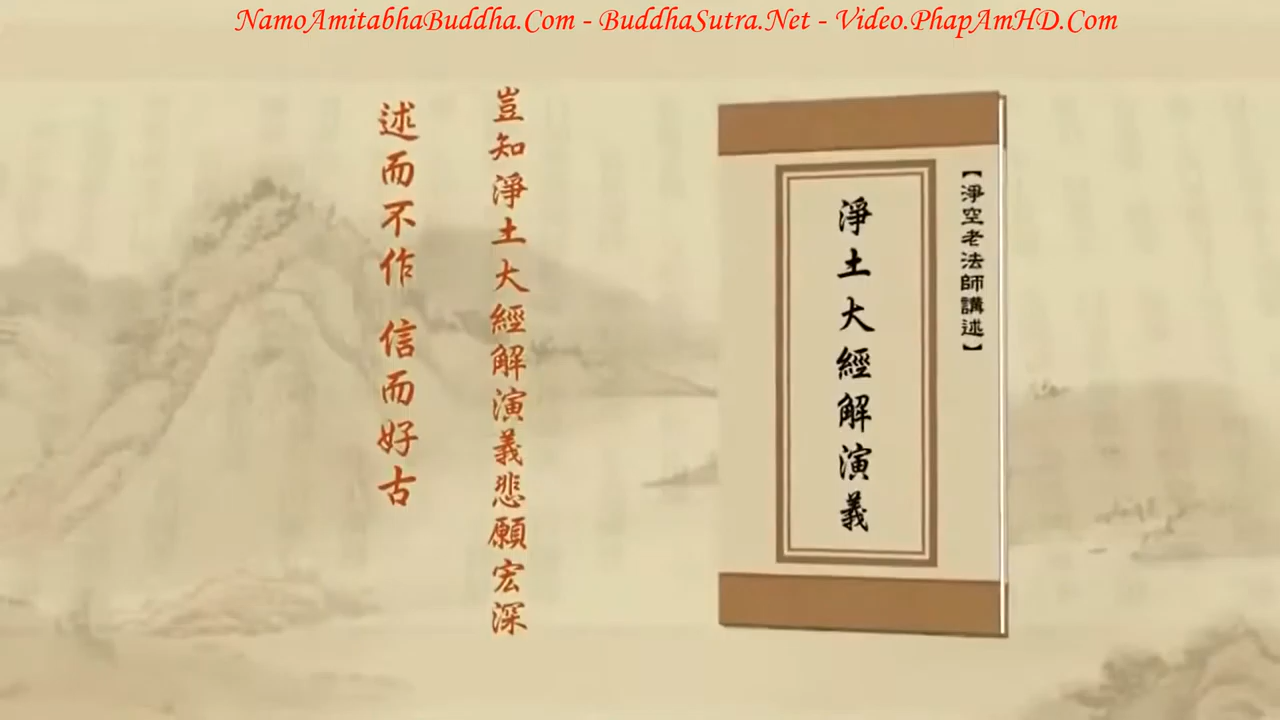 NamoAmitabhaBuddha.Com - BuddhaSutra.Net - Video.PhapAmHD.Com
【淨空老法師講述】
淨土大經解演義
豈知淨土大經解演義悲願宏深
述而不作 信而好古